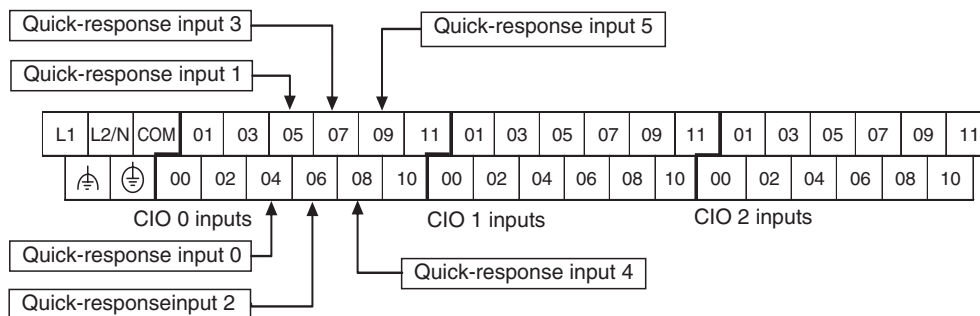 Quick-response input 3
Quick-response input 5
Quick-response input 1
L1 L2/N COM 01 03 05 07 09 11 01 03 05 07 09 11 01 03 05 07 09 11
00 02 04 06 08 10 00 02 04 06 08 10 00 02 04 06 08 10
CIO 0 inputs CIO 1 inputs CIO 2 inputs
Quick-response input 0
Quick-response input 4
Quick-responseinput 2